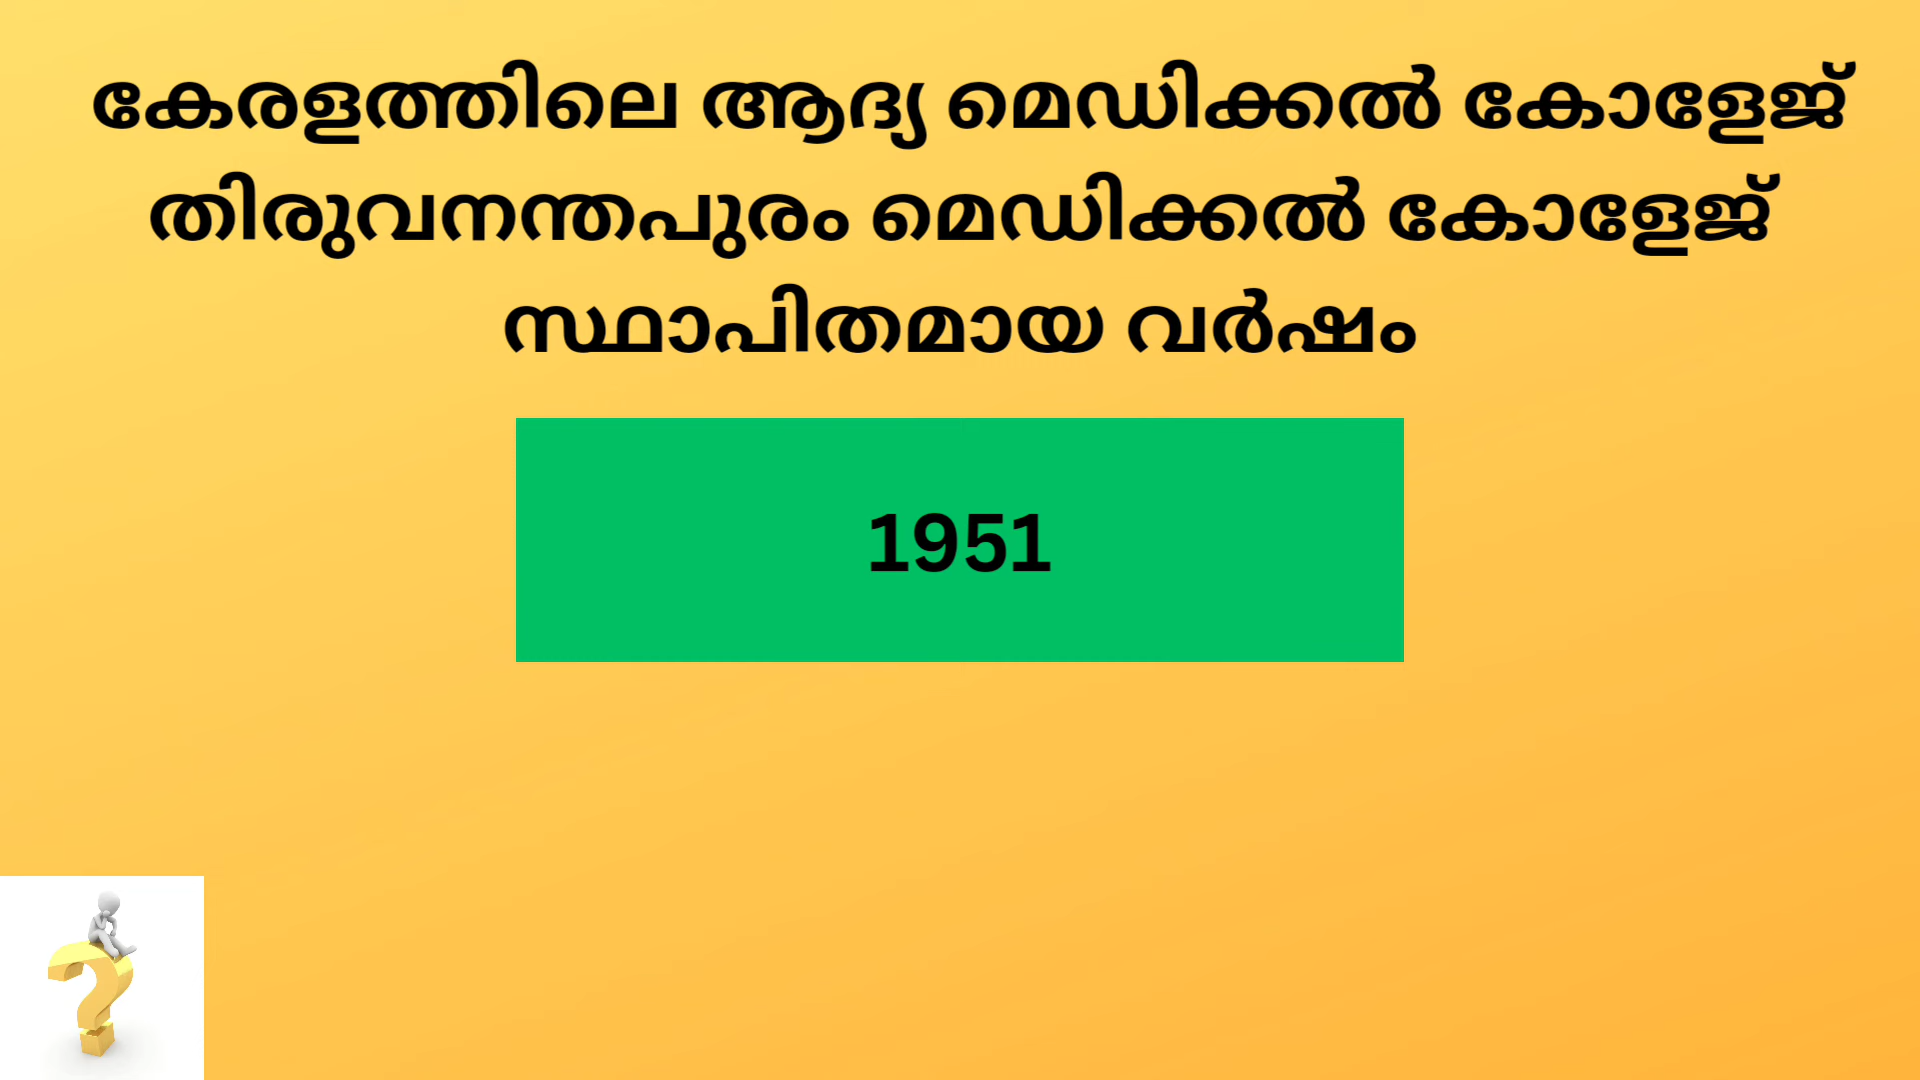 കേരളത്തിലെ ആദ്യ മെഡിക്കൽ കോളേജ്
തിരുവനന്തപുരം മെഡിക്കൽ കോളേജ്
സ്ഥാപിതമായ വർഷം
1951